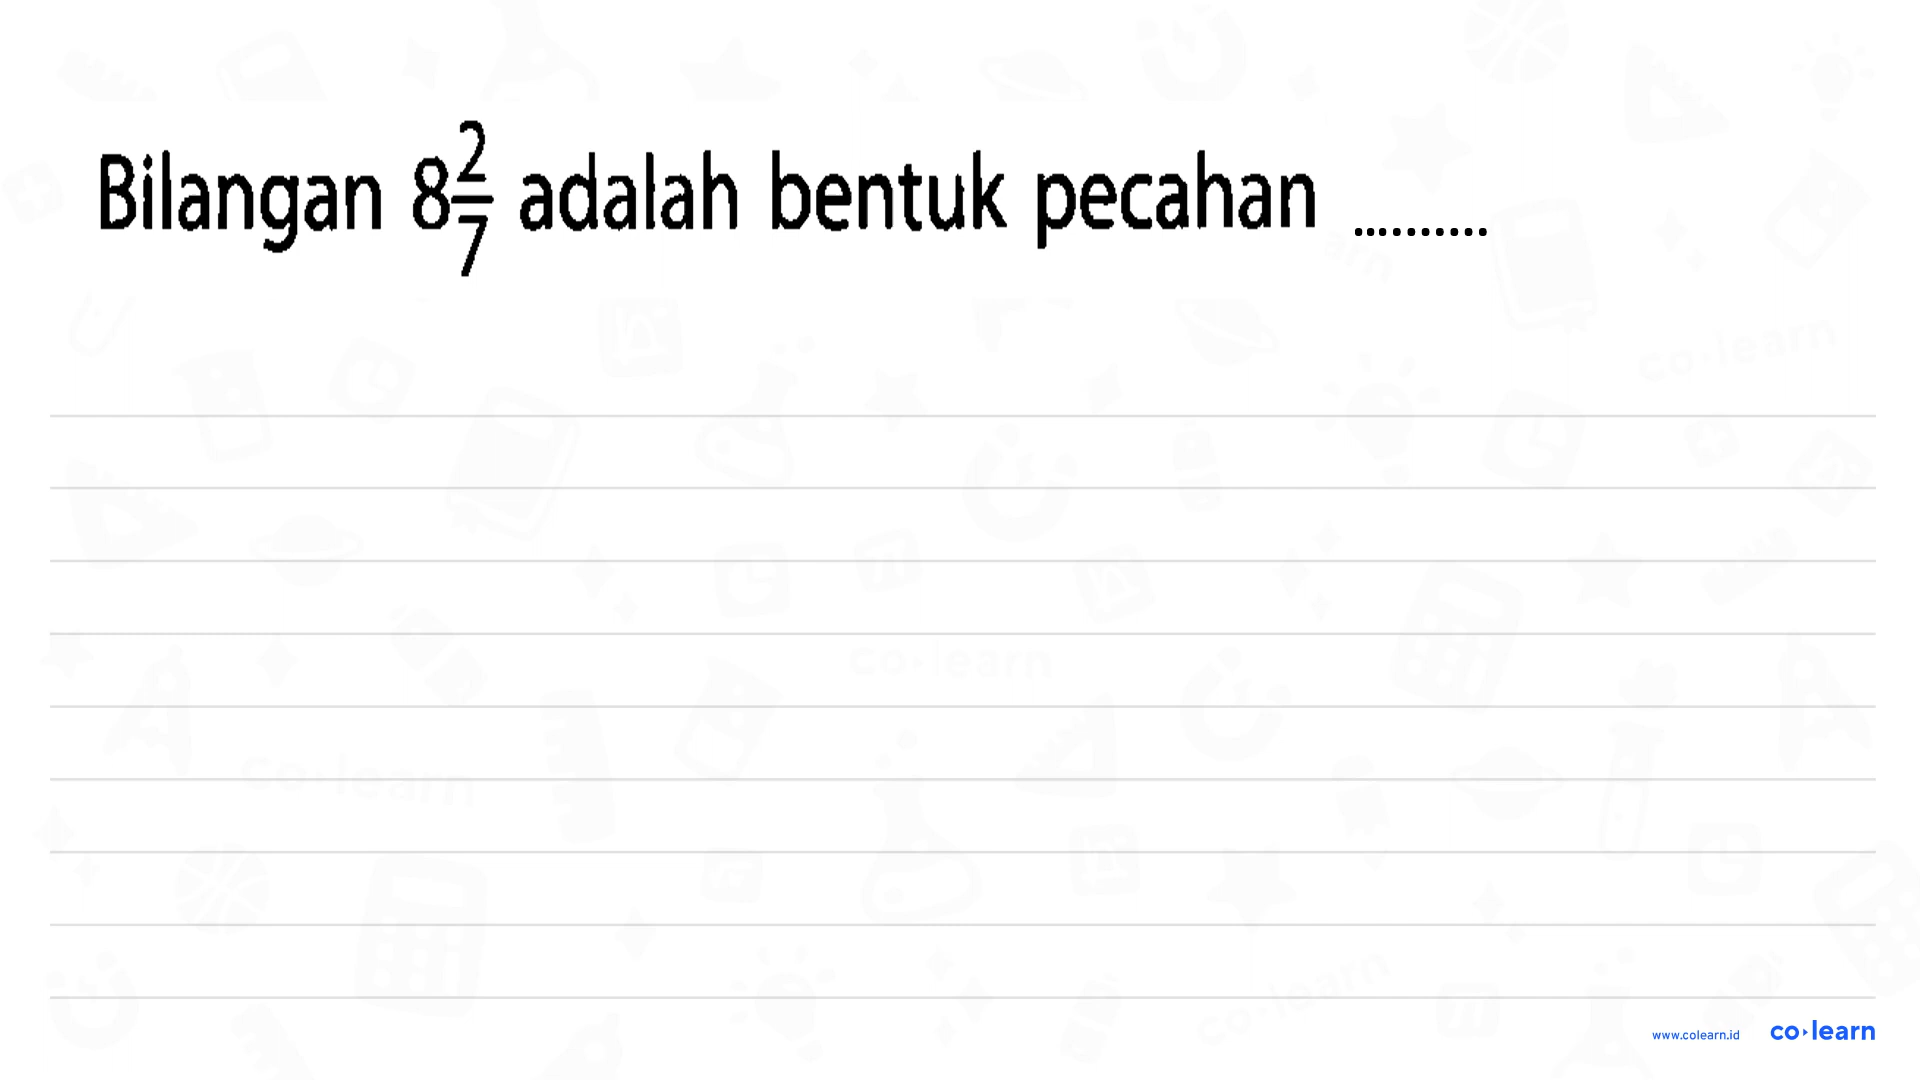 Bilangan 8 2/7 adalah bentuk pecahan ..........
www.colearn.id co·learn